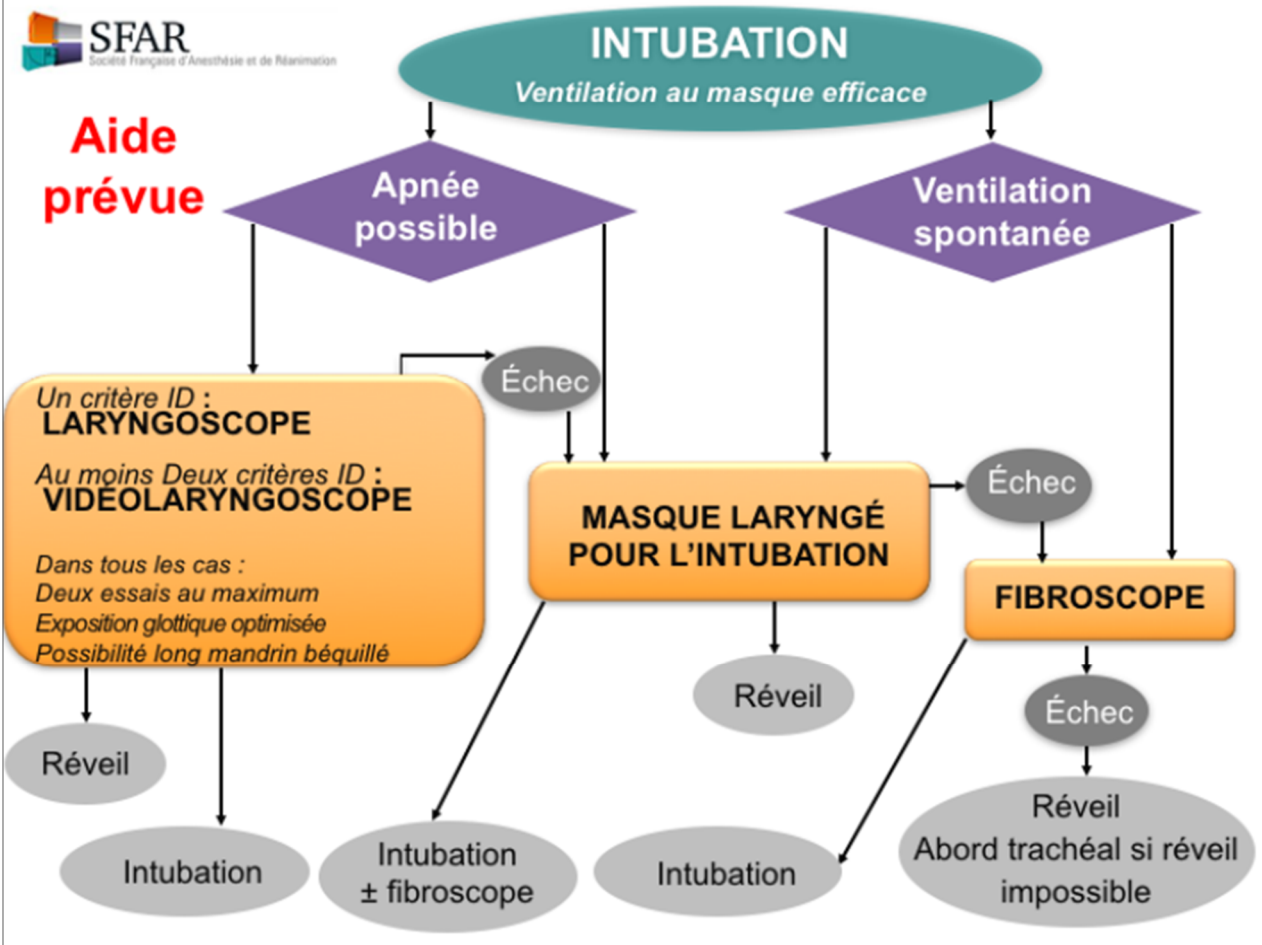 SFAR
Société Française d'Anesthésie et de Réanimation
INTUBATION
Ventilation au masque efficace
Aide
prévue
Apnée
possible
Ventilation
spontanée
Échec
Un critère ID :
LARYNGOSCOPE
Au moins Deux critères ID :
VIDÉOLARYNGOSCOPE
Dans tous les cas :
Deux essais au maximum
Exposition glottique optimisée
Possibilité long mandrin béquillé
MASQUE LARYNGÉ
POUR L'INTUBATION
Échec
FIBROSCOPE
Réveil
Échec
Réveil
Intubation
Intubation
± fibroscope
Intubation
Réveil
Abord trachéal si réveil
impossible